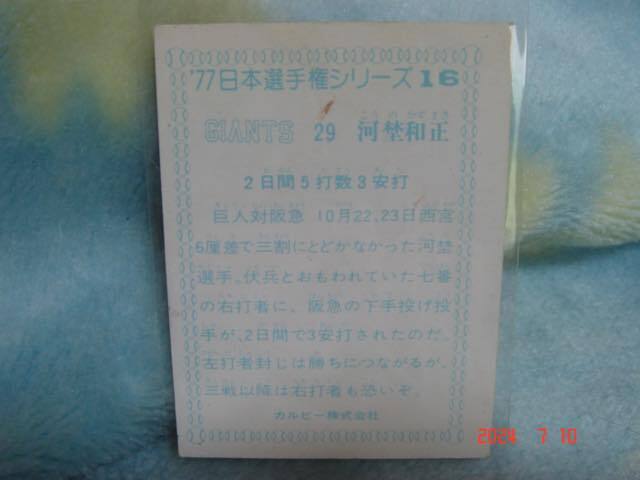 '77日本選手権シリーズ16
GIANTS 29 河埜和正
2日間5打数3安打
巨人対阪急 10月22,23日西宮
5厘差で三割にとどかなかった河埜
選手。伏兵とおもわれていた七番
の右打者に、阪急の下手投げ投
手が、2日間で3安打されたのだ。
左打者封じは勝ちにつながるが、
三戦以降は右打者も恐いぞ。
カルビー株式会社
2024 7 10